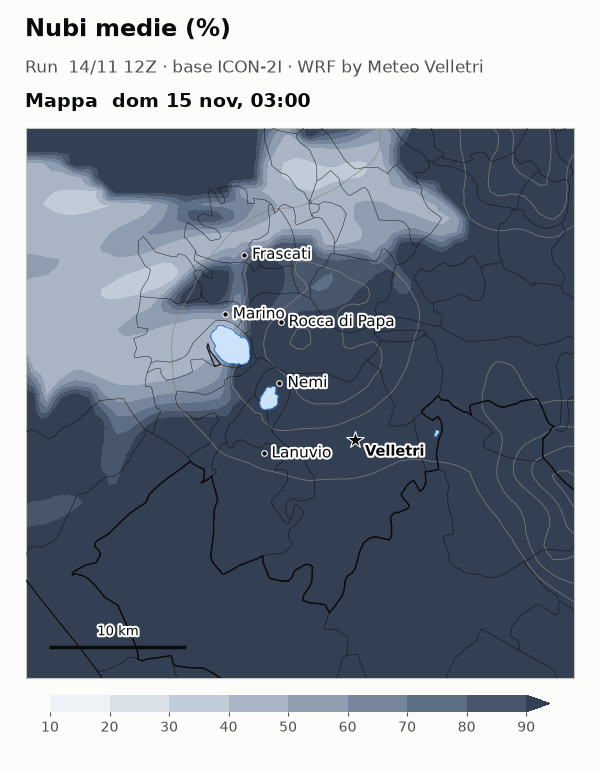 Nubi medie (%)
Run  14/11 12Z · base ICON-2I · WRF by Meteo Velletri
Mappa  dom 15 nov, 03:00
Frascati
Marino
Rocca di Papa
Nemi
Velletri
Lanuvio
10 km
10 20 30 40 50 60 70 80 90